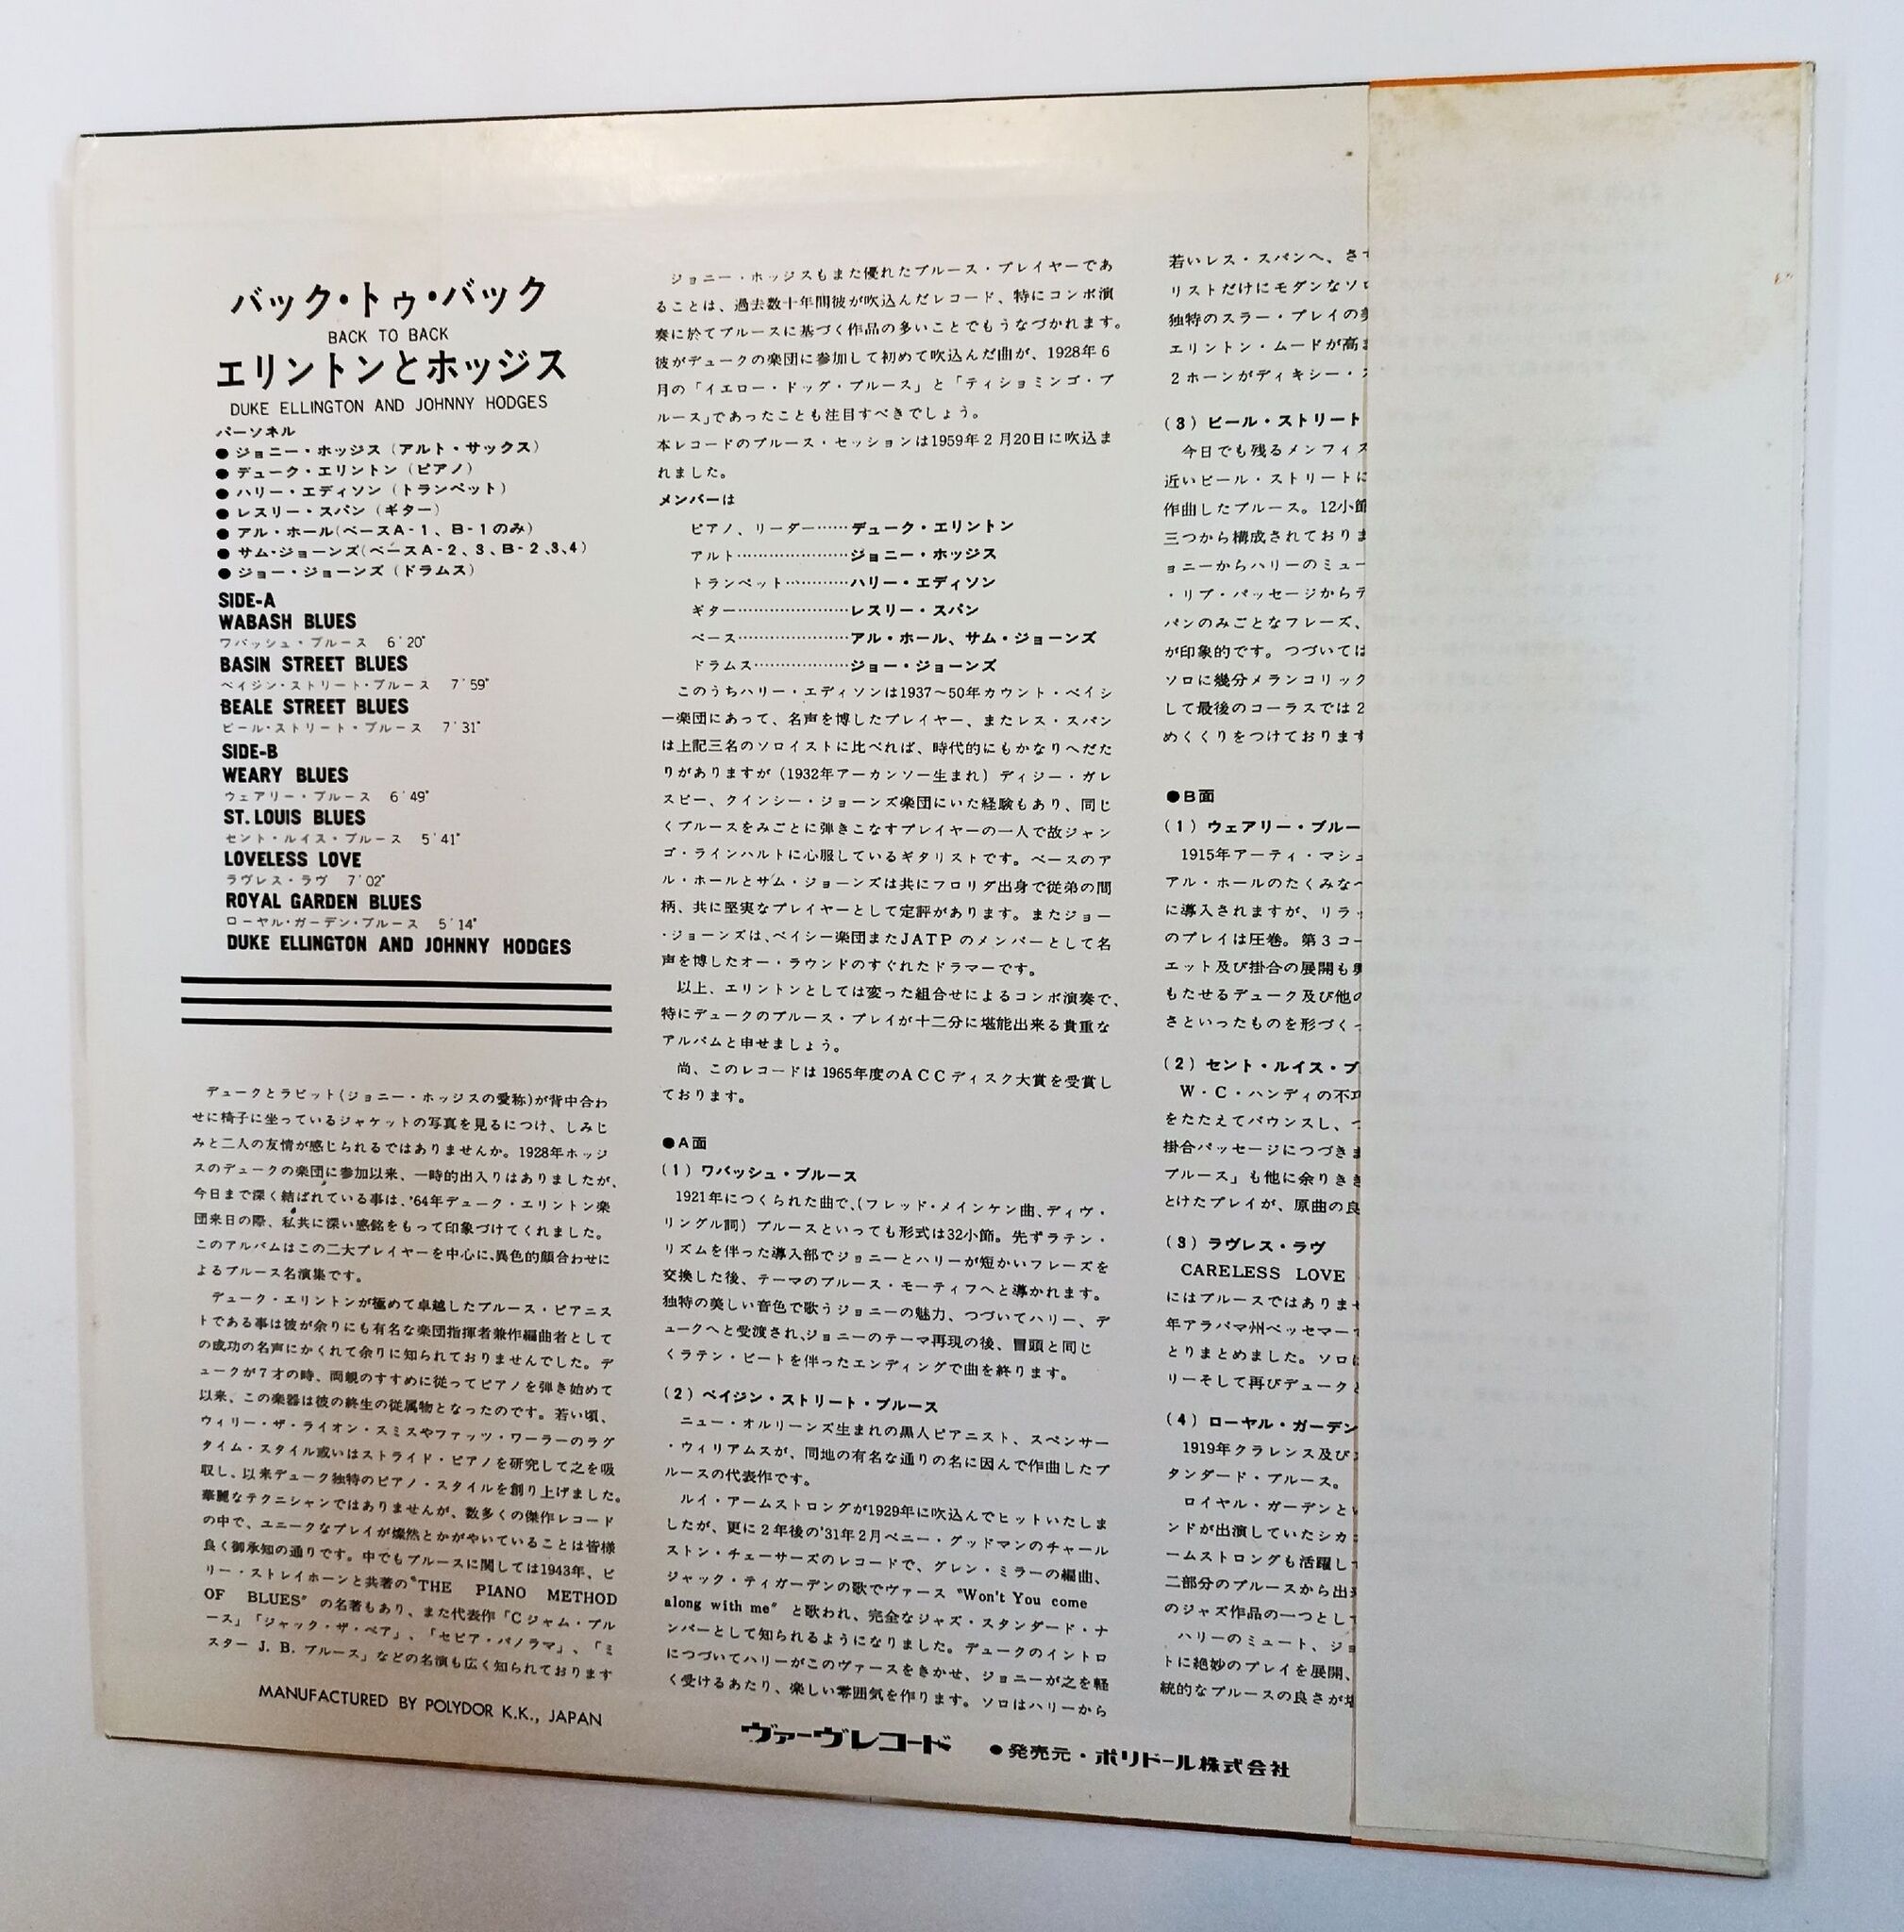 バック・トゥ・バック
BACK TO BACK
エリントンとホッジス
DUKE ELLINGTON AND JOHNNY HODGES
パーソネル
●ジョニー・ホッジス（アルト・サックス）
●デューク・エリントン（ピアノ）
●ハリー・エディソン（トランペット）
●レスリー・スパン（ギター）
●アル・ホール(ベースA-1、B-1のみ)
●サム・ジョーンズ(ベースA-2、3、B-2、3、4)
●ジョー・ジョーンズ（ドラムス）
SIDE-A
WABASH BLUES
ワバッシュ・ブルース 6'20"
BASIN STREET BLUES
ベイジン・ストリート・ブルース 7'59"
BEALE STREET BLUES
ビール・ストリート・ブルース 7'31"
SIDE-B
WEARY BLUES
ウェアリー・ブルース 6'49"
ST. LOUIS BLUES
セント・ルイス・ブルース 5'41"
LOVELESS LOVE
ラヴレス・ラヴ 7'02"
ROYAL GARDEN BLUES
ローヤル・ガーデン・ブルース 5'14"
DUKE ELLINGTON AND JOHNNY HODGES
デュークとラビット(ジョニー・ホッジスの愛称)が背中合わ
せに椅子に坐っているジャケットの写真を見るにつけ、しみじ
みと二人の友情が感じられるではありませんか。1928年ホッジ
スのデュークの楽団に参加以来、一時的出入りはありましたが、
今日まで深く結ばれている事は、'64年デューク・エリントン楽
団来日の際、私共に深い感銘をもって印象づけてくれました。
このアルバムはこの二大プレイヤーを中心に、異色的顔合わせに
よるブルース名演集です。
デューク・エリントンが極めて卓越したブルース・ピアニス
トである事は彼が余りにも有名な楽団指揮者兼作編曲者として
の成功の名声にかくれて余りに知られておりませんでした。デ
ュークが7才の時、両親のすすめに従ってピアノを弾き始めて
以来、この楽器は彼の終生の従属物となったのです。若い頃、
ウィリー・ザ・ライオン・スミスやファッツ・ワーラーのラグ
タイム・スタイル或いはストライド・ピアノを研究して之を吸
収し、以来デューク独特のピアノ・スタイルを創り上げました。
華麗なテクニシャンではありませんが、数多くの傑作レコード
の中で、ユニークなプレイが燦然とかがやいていることは皆様
良く御承知の通りです。中でもブルースに関しては1943年、ビ
リー・ストレイホーンと共著の"THE PIANO METHOD
OF BLUES" の名著もあり、また代表作「Cジャム・ブル
ース」「ジャック・ザ・ベア」、「セピア・パノラマ」、「ミ
スター J. B. ブルース」などの名演も広く知られております
MANUFACTURED BY POLYDOR K.K., JAPAN
ジョニー・ホッジスもまた優れたブルース・プレイヤーであ
ることは、過去数十年間彼が吹込んだレコード、特にコンボ演
奏に於てブルースに基づく作品の多いことでもうなづかれます。
彼がデュークの楽団に参加して初めて吹込んだ曲が、1928年6
月の「イエロー・ドッグ・ブルース」と「ティショミンゴ・ブ
ルース」であったことも注目すべきでしょう。
本レコードのブルース・セッションは1959年2月20日に吹込ま
れました。
メンバーは
ピアノ、リーダー……デューク・エリントン
アルト…………………ジョニー・ホッジス
トランペット…………ハリー・エディソン
ギター…………………レスリー・スパン
ベース…………………アル・ホール、サム・ジョーンズ
ドラムス………………ジョー・ジョーンズ
このうちハリー・エディソンは1937～50年カウント・ベイシ
ー楽団にあって、名声を博したプレイヤー、またレス・スパン
は上記三名のソロイストに比べれば、時代的にもかなりへだた
りがありますが（1932年アーカンソー生まれ）ディジー・ガレ
スピー、クインシー・ジョーンズ楽団にいた経験もあり、同じ
くブルースをみごとに弾きこなすプレイヤーの一人で故ジャン
ゴ・ラインハルトに心服しているギタリストです。ベースのア
ル・ホールとサム・ジョーンズは共にフロリダ出身で従弟の間
柄、共に堅実なプレイヤーとして定評があります。またジョー
・ジョーンズは、ベイシー楽団またJATPのメンバーとして名
声を博したオー・ラウンドのすぐれたドラマーです。
以上、エリントンとしては変った組合せによるコンボ演奏で、
特にデュークのブルース・プレイが十二分に堪能出来る貴重な
アルバムと申せましょう。
尚、このレコードは1965年度のACCディスク大賞を受賞し
ております。
●A面
(1) ワバッシュ・ブルース
1921年につくられた曲で、(フレッド・メインケン曲、ディヴ・
リングル詞）ブルースといっても形式は32小節。先ずラテン・
リズムを伴った導入部でジョニーとハリーが短かいフレーズを
交換した後、テーマのブルース・モーティフへと導かれます。
独特の美しい音色で歌うジョニーの魅力、つづいてハリー、デ
ュークへと受渡され、ジョニーのテーマ再現の後、冒頭と同じ
くラテン・ビートを伴ったエンディングで曲を終ります。
(2) ベイジン・ストリート・ブルース
ニュー・オルリーンズ生まれの黒人ピアニスト、スペンサー
・ウィリアムスが、同地の有名な通りの名に因んで作曲したブ
ルースの代表作です。
ルイ・アームストロングが1929年に吹込んでヒットいたしま
したが、更に2年後の'31年2月ベニー・グッドマンのチャール
ストン・チェーサーズのレコードで、グレン・ミラーの編曲、
ジャック・ティガーデンの歌でヴァース "Won't You come
along with me" と歌われ、完全なジャズ・スタンダード・ナ
ンバーとして知られるようになりました。デュークのイントロ
につづいてハリーがこのヴァースをきかせ、ジョニーが之を軽
く受けるあたり、楽しい雰囲気を作ります。ソロはハリーから
若いレス・スパンへ、さす
リストだけにモダンなソロ
独特のスラー・プレイの美
エリントン・ムードが高ま
2ホーンがディキシー・ス
(3) ビール・ストリート
今日でも残るメンフィス
近いビール・ストリートに
作曲したブルース。12小節
三つから構成されておりま
ョニーからハリーのミュー
・リブ・パッセージからテ
パンのみごとなフレーズ、
が印象的です。つづいては
ソロに幾分メランコリック
して最後のコーラスでは2
めくくりをつけております
●B面
(1) ウェアリー・ブルー
1915年アーティ・マシュ
アル・ホールのたくみなベ
に導入されますが、リラッ
のプレイは圧巻。第3コー
エット及び掛合の展開も
もたせるデューク及び他の
さといったものを形づくっ
(2) セント・ルイス・ブ
W・C・ハンディの不
をたたえてバウンスし、
掛合パッセージにつづきま
ブルース」も他に余りき
とけたプレイが、原曲の良
(3) ラヴレス・ラヴ
CARELESS LOVE
にはブルースではありませ
年アラバマ州ベッセマーで
とりまとめました。ソロは
リーそして再びデュークと
(4) ローヤル・ガーデン
1919年クラレンス及び
タンダード・ブルース。
ロイヤル・ガーデンとい
ンドが出演していたシカゴ
ームストロングも活躍して
二部分のブルースから出来
のジャズ作品の一つとして
ハリーのミュート、ジョ
トに絶妙のプレイを展開、
統的なブルースの良さが
ヴァーヴレコード ●発売元・ポリドール株式会社